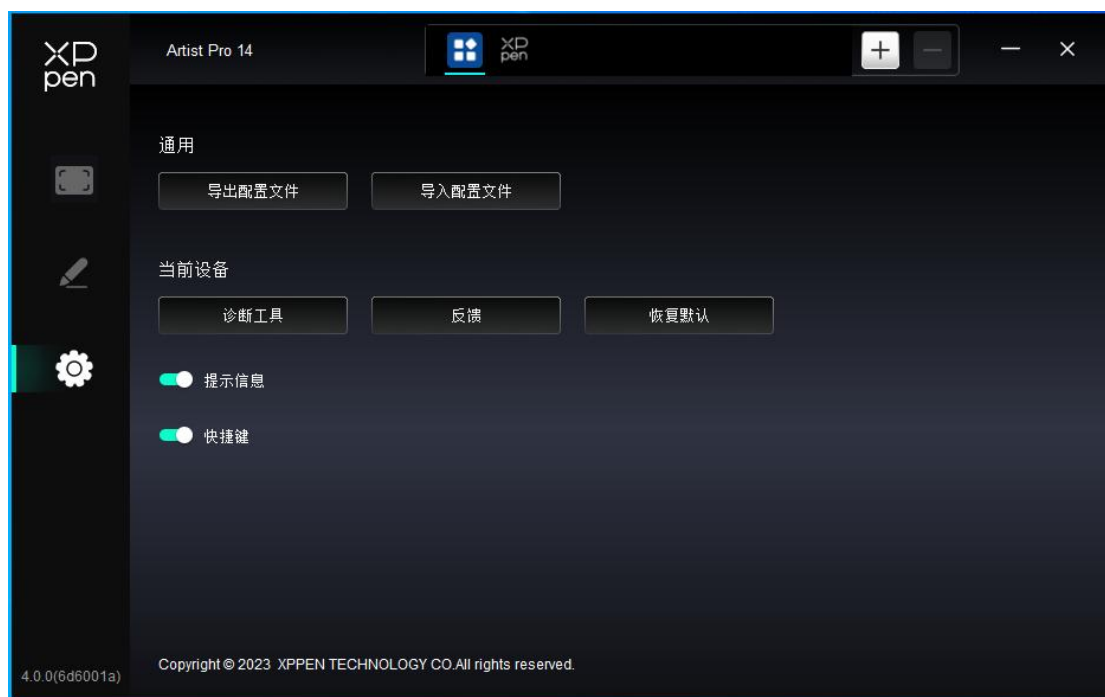 XP
pen
Artist Pro 14
XP
pen
通用
导出配置文件
导入配置文件
当前设备
诊断工具
反馈
恢复默认
提示信息
快捷键
Copyright © 2023 XPPEN TECHNOLOGY CO.All rights reserved.
4.0.0(6d6001a)